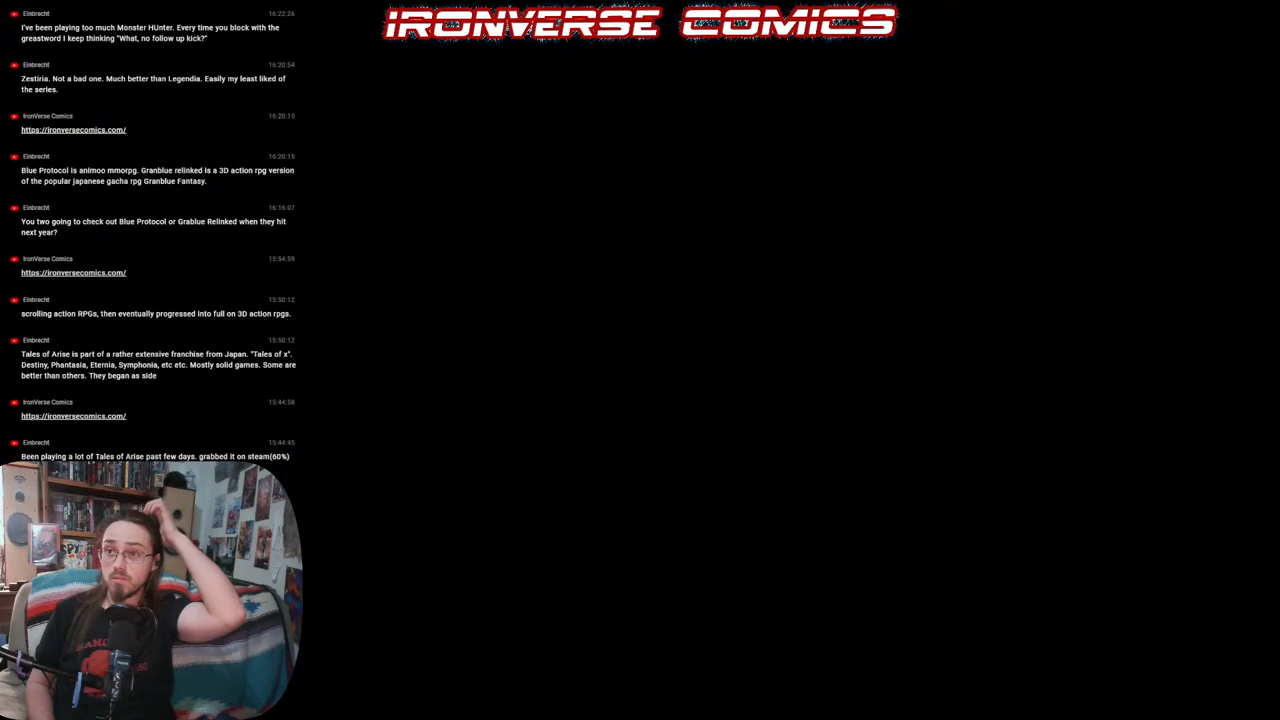 IRONVERSE COMICS
Einbrecht 16:22:26
I've been playing too much Monster HUnter. Every time you block with the
greastword I keep thinking "What, no follow up kick?"
Einbrecht 16:20:54
Zestiria. Not a bad one. Much better than Legendia. Easily my least liked of
the series.
IronVerse Comics 16:20:15
https://ironversecomics.com/
Einbrecht 16:20:15
Blue Protocol is animoo mmorpg. Granblue relinked is a 3D action rpg version
of the popular japanese gacha rpg Granblue Fantasy.
Einbrecht 16:16:07
You two going to check out Blue Protocol or Grablue Relinked when they hit
next year?
IronVerse Comics 15:54:59
https://ironversecomics.com/
Einbrecht 15:50:12
scrolling action RPGs, then eventually progressed into full on 3D action rpgs.
Einbrecht 15:50:12
Tales of Arise is part of a rather extensive franchise from Japan. "Tales of x".
Destiny, Phantasia, Eternia, Symphonia, etc etc. Mostly solid games. Some are
better than others. They began as side
IronVerse Comics 15:44:58
https://ironversecomics.com/
Einbrecht 15:44:45
Been playing a lot of Tales of Arise past few days. grabbed it on steam(60%)
SPY